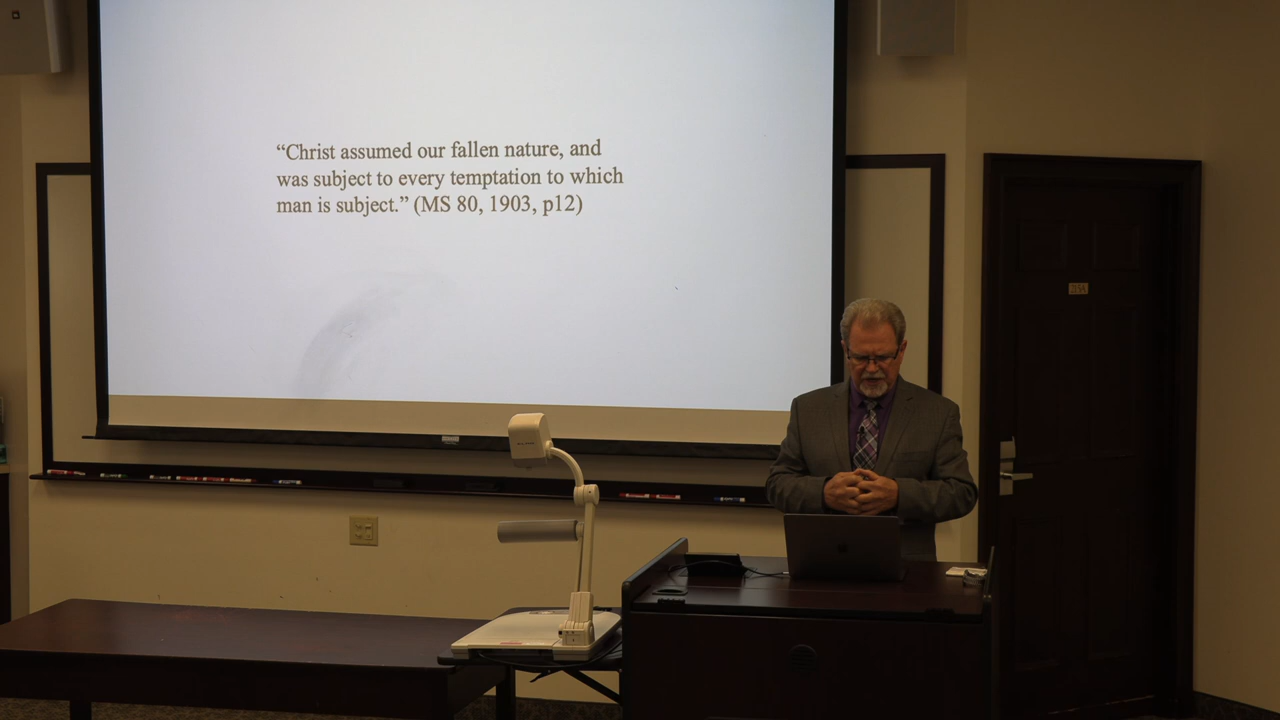 “Christ assumed our fallen nature, and
was subject to every temptation to which
man is subject.” (MS 80, 1903, p12)